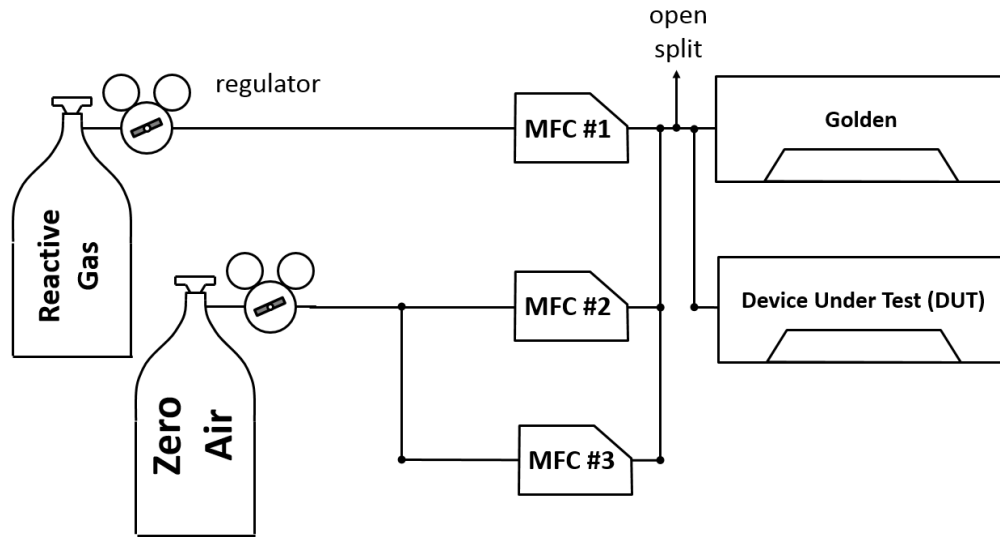 open
split
regulator
MFC #1
Golden
Reactive
Gas
MFC #2
Device Under Test (DUT)
Zero
Air
MFC #3